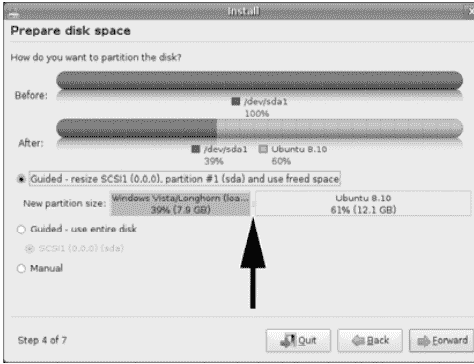 Install
Prepare disk space
How do you want to partition the disk?
Before:
/dev/sda1
100%
After:
/dev/sda1 Ubuntu 8.10
39% 60%
Guided - resize SCSI1 (0,0,0), partition #1 (sda) and use freed space
New partition size: Windows Vista/Longhorn (loa... Ubuntu 8.10
39% (7.9 GB) 61% (12.1 GB)
Guided - use entire disk
SCSI1 (0,0,0) (sda)
Manual
Step 4 of 7 Quit Back Forward